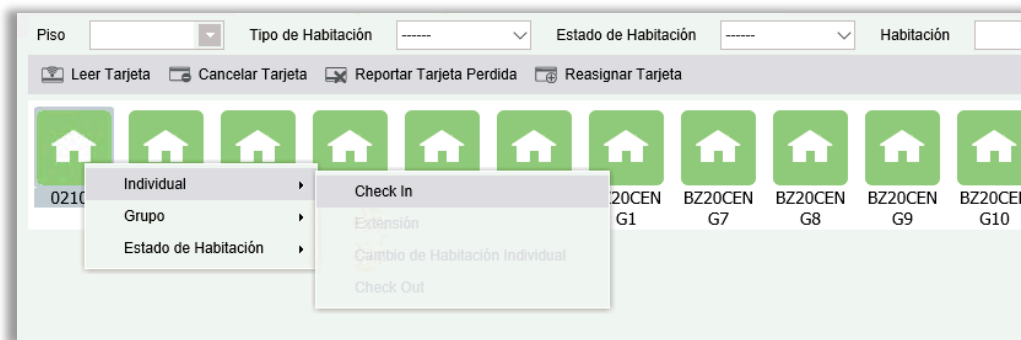 Piso Tipo de Habitación ------ Estado de Habitación ------ Habitación
Leer Tarjeta Cancelar Tarjeta Reportar Tarjeta Perdida Reasignar Tarjeta
Individual
Grupo
Estado de Habitación
Check In
Extensión
Cambio de Habitación Individual
Check Out
BZ20CEN
G7
BZ20CEN
G8
BZ20CEN
G9
G1
G10